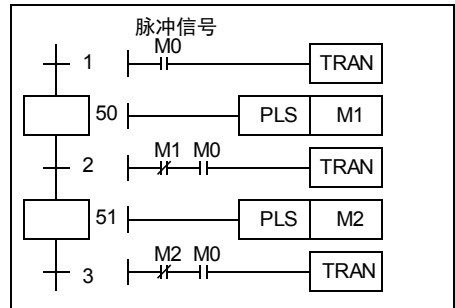 脉冲信号
M0
1 TRAN
50 PLS M1
M1 M0
2 TRAN
51 PLS M2
M2 M0
3 TRAN